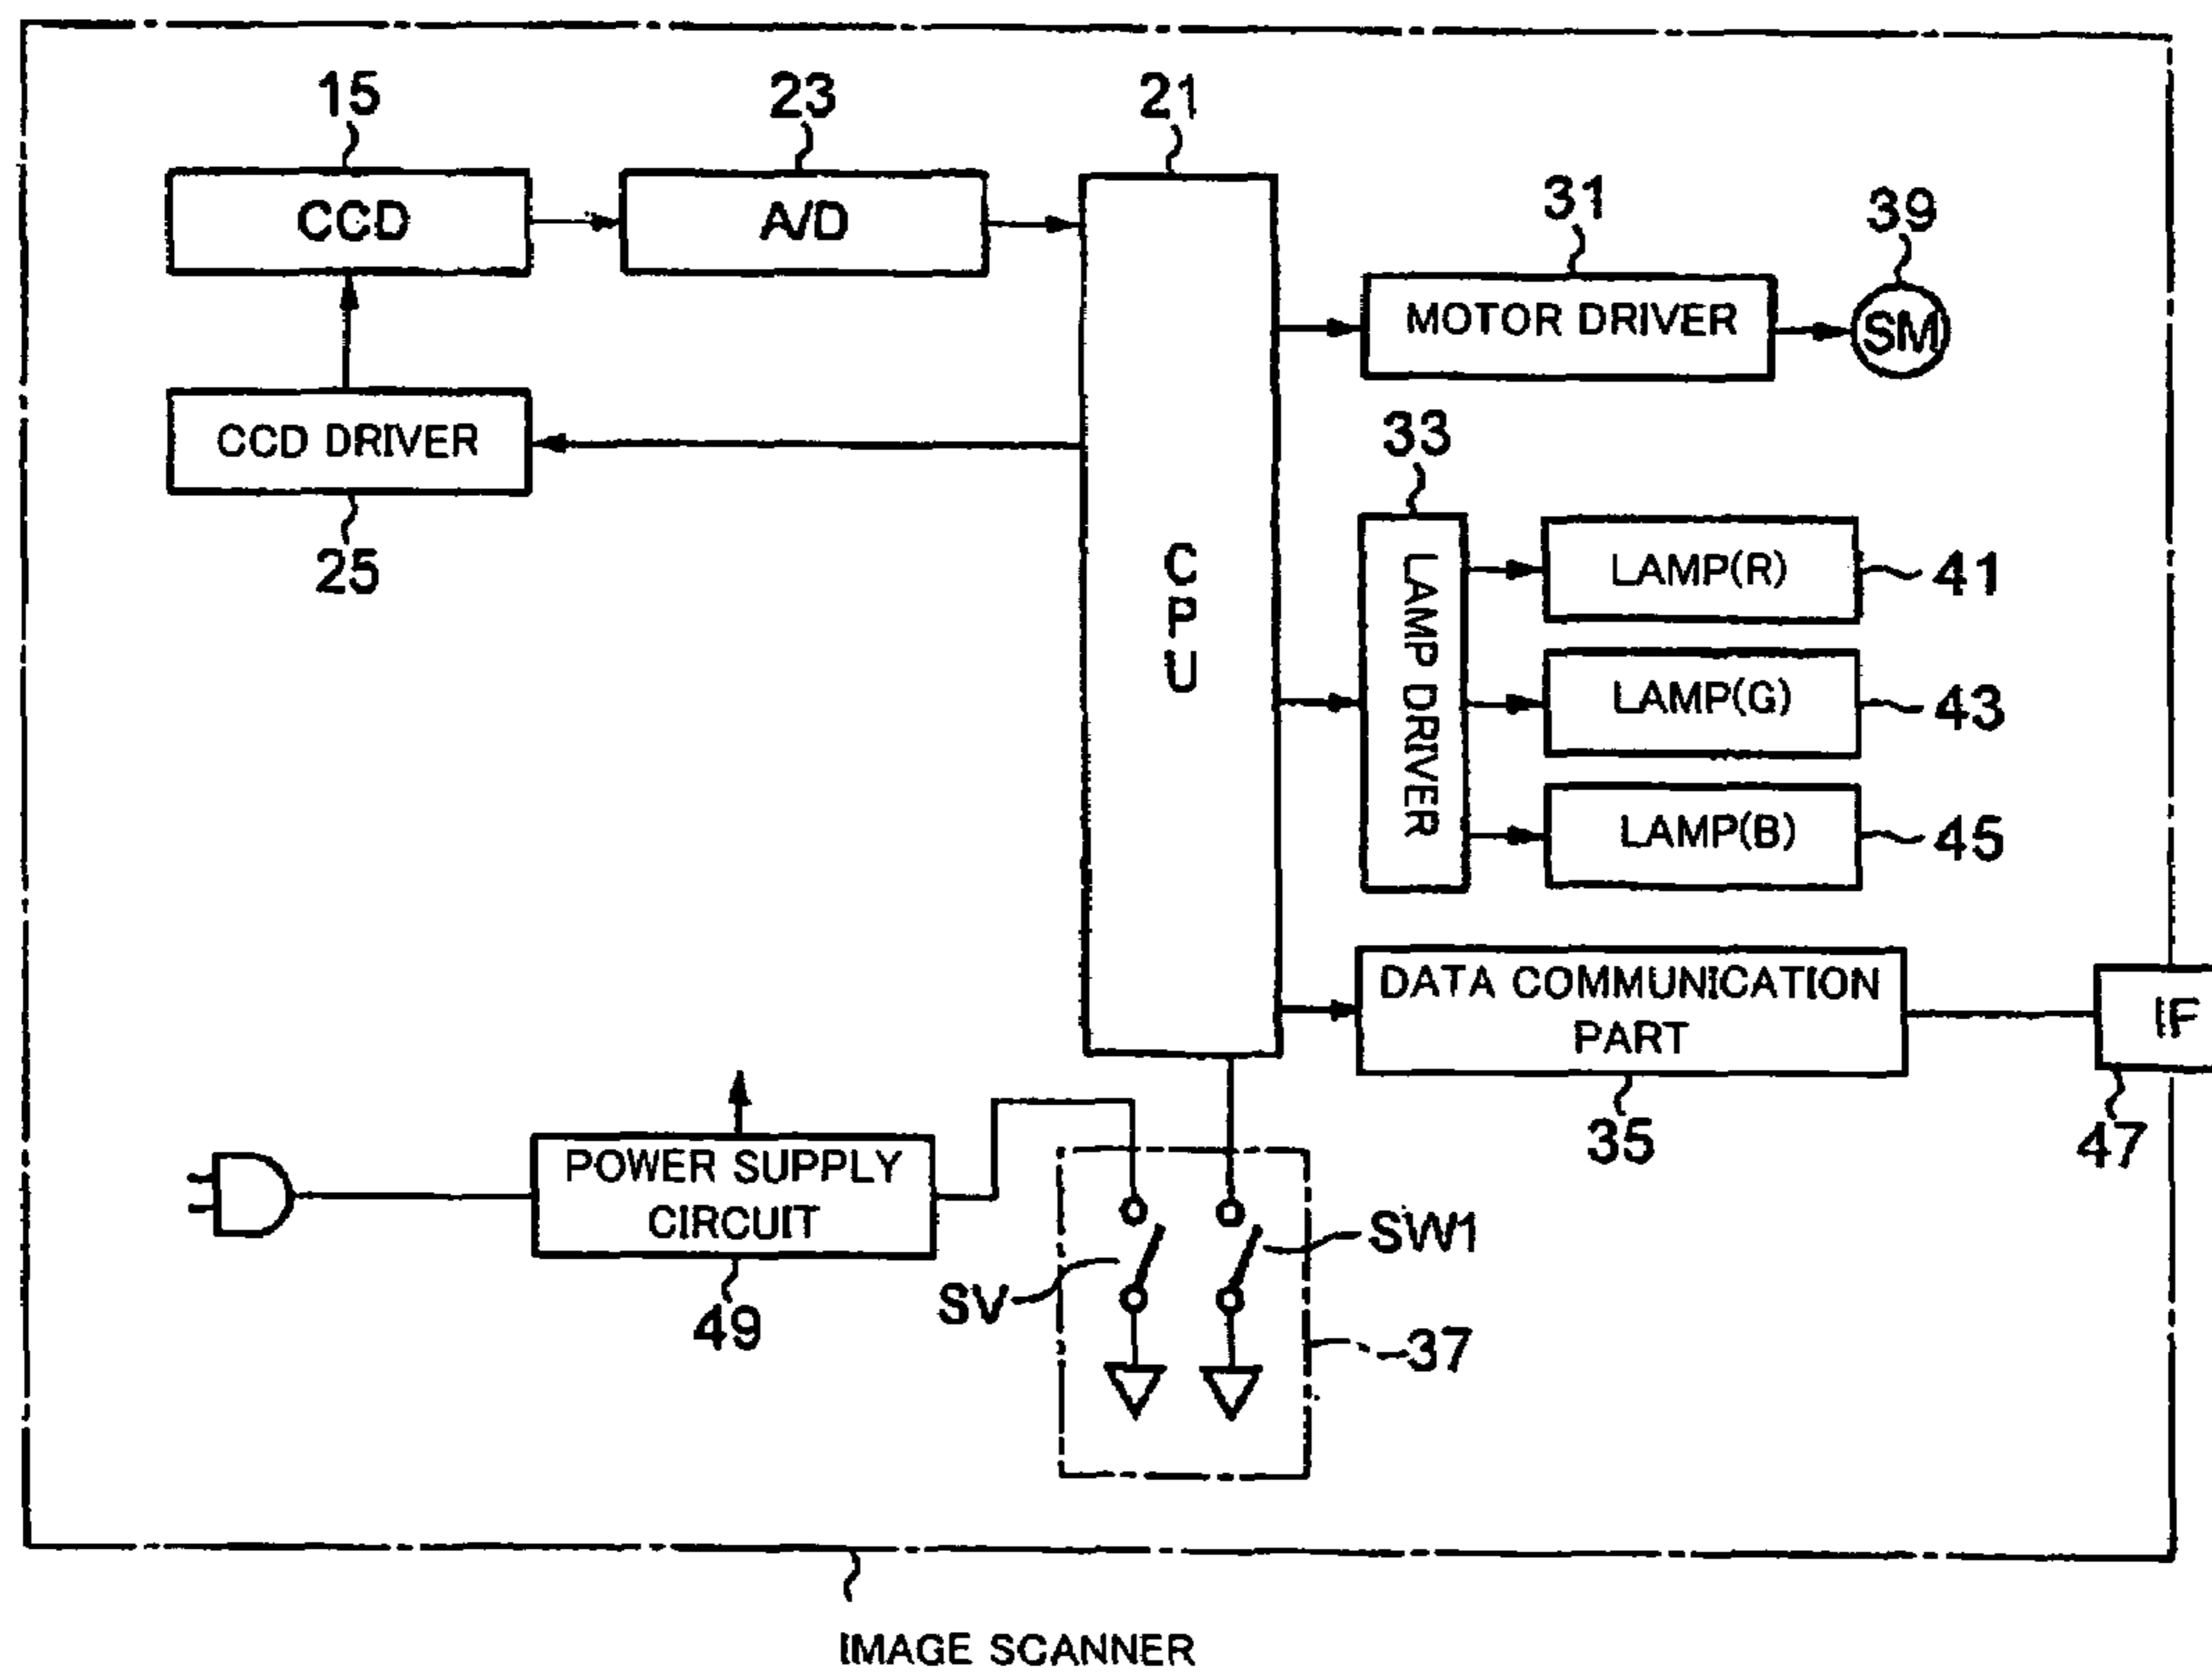 15
23
21
CCD
A/D
31
39
MOTOR DRIVER
SM
CCD DRIVER
25
33
CPU
LAMP DRIVER
LAMP(R)
41
LAMP(G)
43
LAMP(B)
45
DATA COMMUNICATION
PART
35
IF
47
POWER SUPPLY
CIRCUIT
49
SV
SW1
37
IMAGE SCANNER